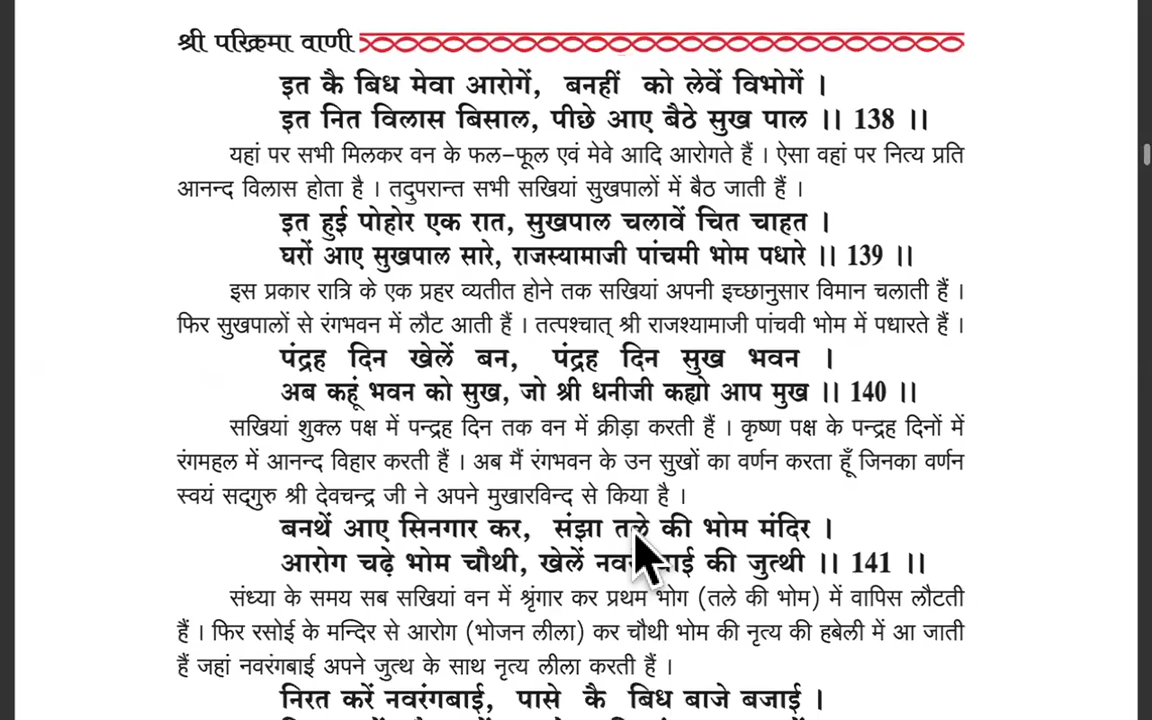 श्री परिक्रमा वाणी
इत कै बिध मेवा आरोगें, बनहीं को लेवें विभोगें ।
इत नित विलास बिसाल, पीछे आए बैठे सुख पाल ।। 138 ।।
यहां पर सभी मिलकर वन के फल-फूल एवं मेवे आदि आरोगते हैं । ऐसा वहां पर नित्य प्रति
आनन्द विलास होता है । तदुपरान्त सभी सखियां सुखपालों में बैठ जाती हैं ।
इत हुई पोहोर एक रात, सुखपाल चलावें चित चाहत ।
घरों आए सुखपाल सारे, राजस्यामाजी पांचमी भोम पधारे ।। 139 ।।
इस प्रकार रात्रि के एक प्रहर व्यतीत होने तक सखियां अपनी इच्छानुसार विमान चलाती हैं ।
फिर सुखपालों से रंगभवन में लौट आती हैं । तत्पश्चात् श्री राजश्यामाजी पांचवी भोम में पधारते हैं ।
पंद्रह दिन खेलें बन, पंद्रह दिन सुख भवन ।
अब कहूं भवन को सुख, जो श्री धनीजी कह्यो आप मुख ।। 140 ।।
सखियां शुक्ल पक्ष में पन्द्रह दिन तक वन में क्रीड़ा करती हैं । कृष्ण पक्ष के पन्द्रह दिनों में
रंगमहल में आनन्द विहार करती हैं । अब मैं रंगभवन के उन सुखों का वर्णन करता हूँ जिनका वर्णन
स्वयं सद्गुरु श्री देवचन्द्र जी ने अपने मुखारविन्द से किया है ।
बनथें आए सिनगार कर, संझा तले की भोम मंदिर ।
आरोग चढ़े भोम चौथी, खेलें की जुत्थी ।। 141 ।।
संध्या के समय सब सखियां वन में श्रृंगार कर प्रथम भोग (तले की भोम) में वापिस लौटती
हैं । फिर रसोई के मन्दिर से आरोग (भोजन लीला) कर चौथी भोम की नृत्य की हबेली में आ जाती
हैं जहां नवरंगबाई अपने जुत्थ के साथ नृत्य लीला करती हैं ।
निरत करें नवरंगबाई, पासे कै बिध बाजे बजाई ।